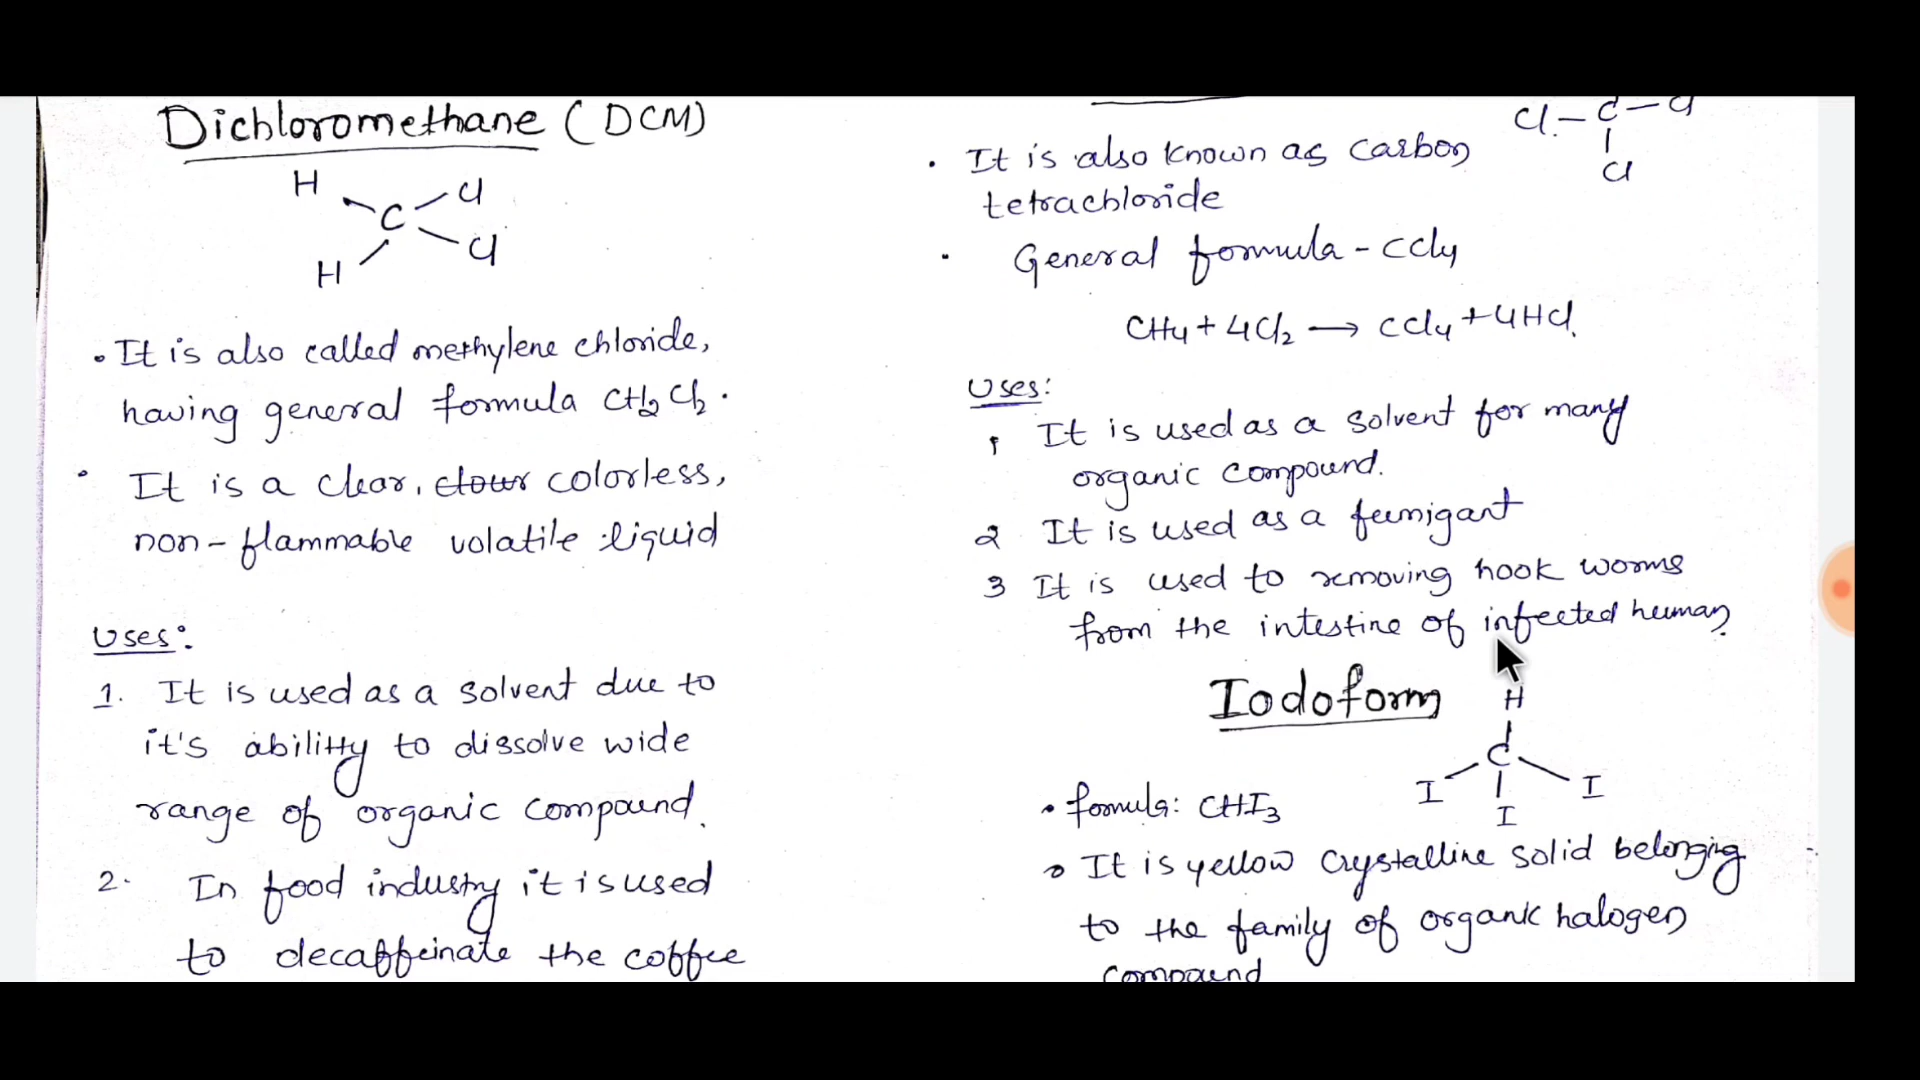 Dichloromethane (DCM)
H
Cl
C
H
Cl
• It is also called methylene chloride,
having general formula CH2Cl2.
• It is a clear, clour colorless,
non-flammable volatile liquid
Uses:
1. It is used as a solvent due to
it's ability to dissolve wide
range of organic compound.
2. In food industry it is used
to decaffeinate the coffee
Cl-C-Cl
Cl
• It is also known as carbon
tetrachloride
• General formula - CCl4
CH4 + 4Cl2 → CCl4 + 4HCl.
Uses:
1 It is used as a solvent for many
organic compound.
2 It is used as a fumigant
3 It is used to removing hook worms
from the intestine of infected human
Iodoform
H
C
I I
I
• formula: CHI3
• It is yellow crystalline solid belonging
to the family of organic halogen
compound